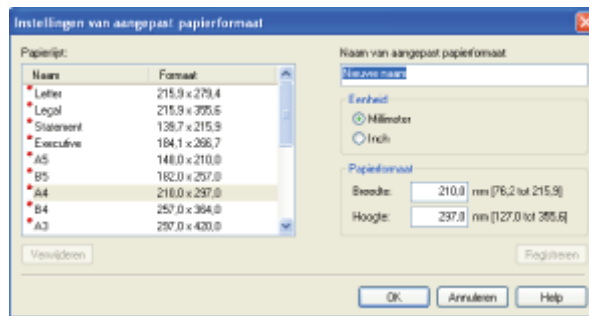 Instellingen van aangepast papierformaat
Papierlijst:
Naam Formaat
Letter 215,9 x 279,4
Legal 215,9 x 355,6
Statement 139,7 x 215,9
Executive 184,1 x 266,7
A5 148,0 x 210,0
B5 182,0 x 257,0
A4 210,0 x 297,0
B4 257,0 x 364,0
A3 297,0 x 420,0
Verwijderen
Naam van aangepast papierformaat
Nieuwe naam
Eenheid
Millimeter
Inch
Papierformaat
Breedte: 210,0 mm [76,2 tot 215,9]
Hoogte: 297,0 mm [127,0 tot 355,6]
Registreren
OK Annuleren Help